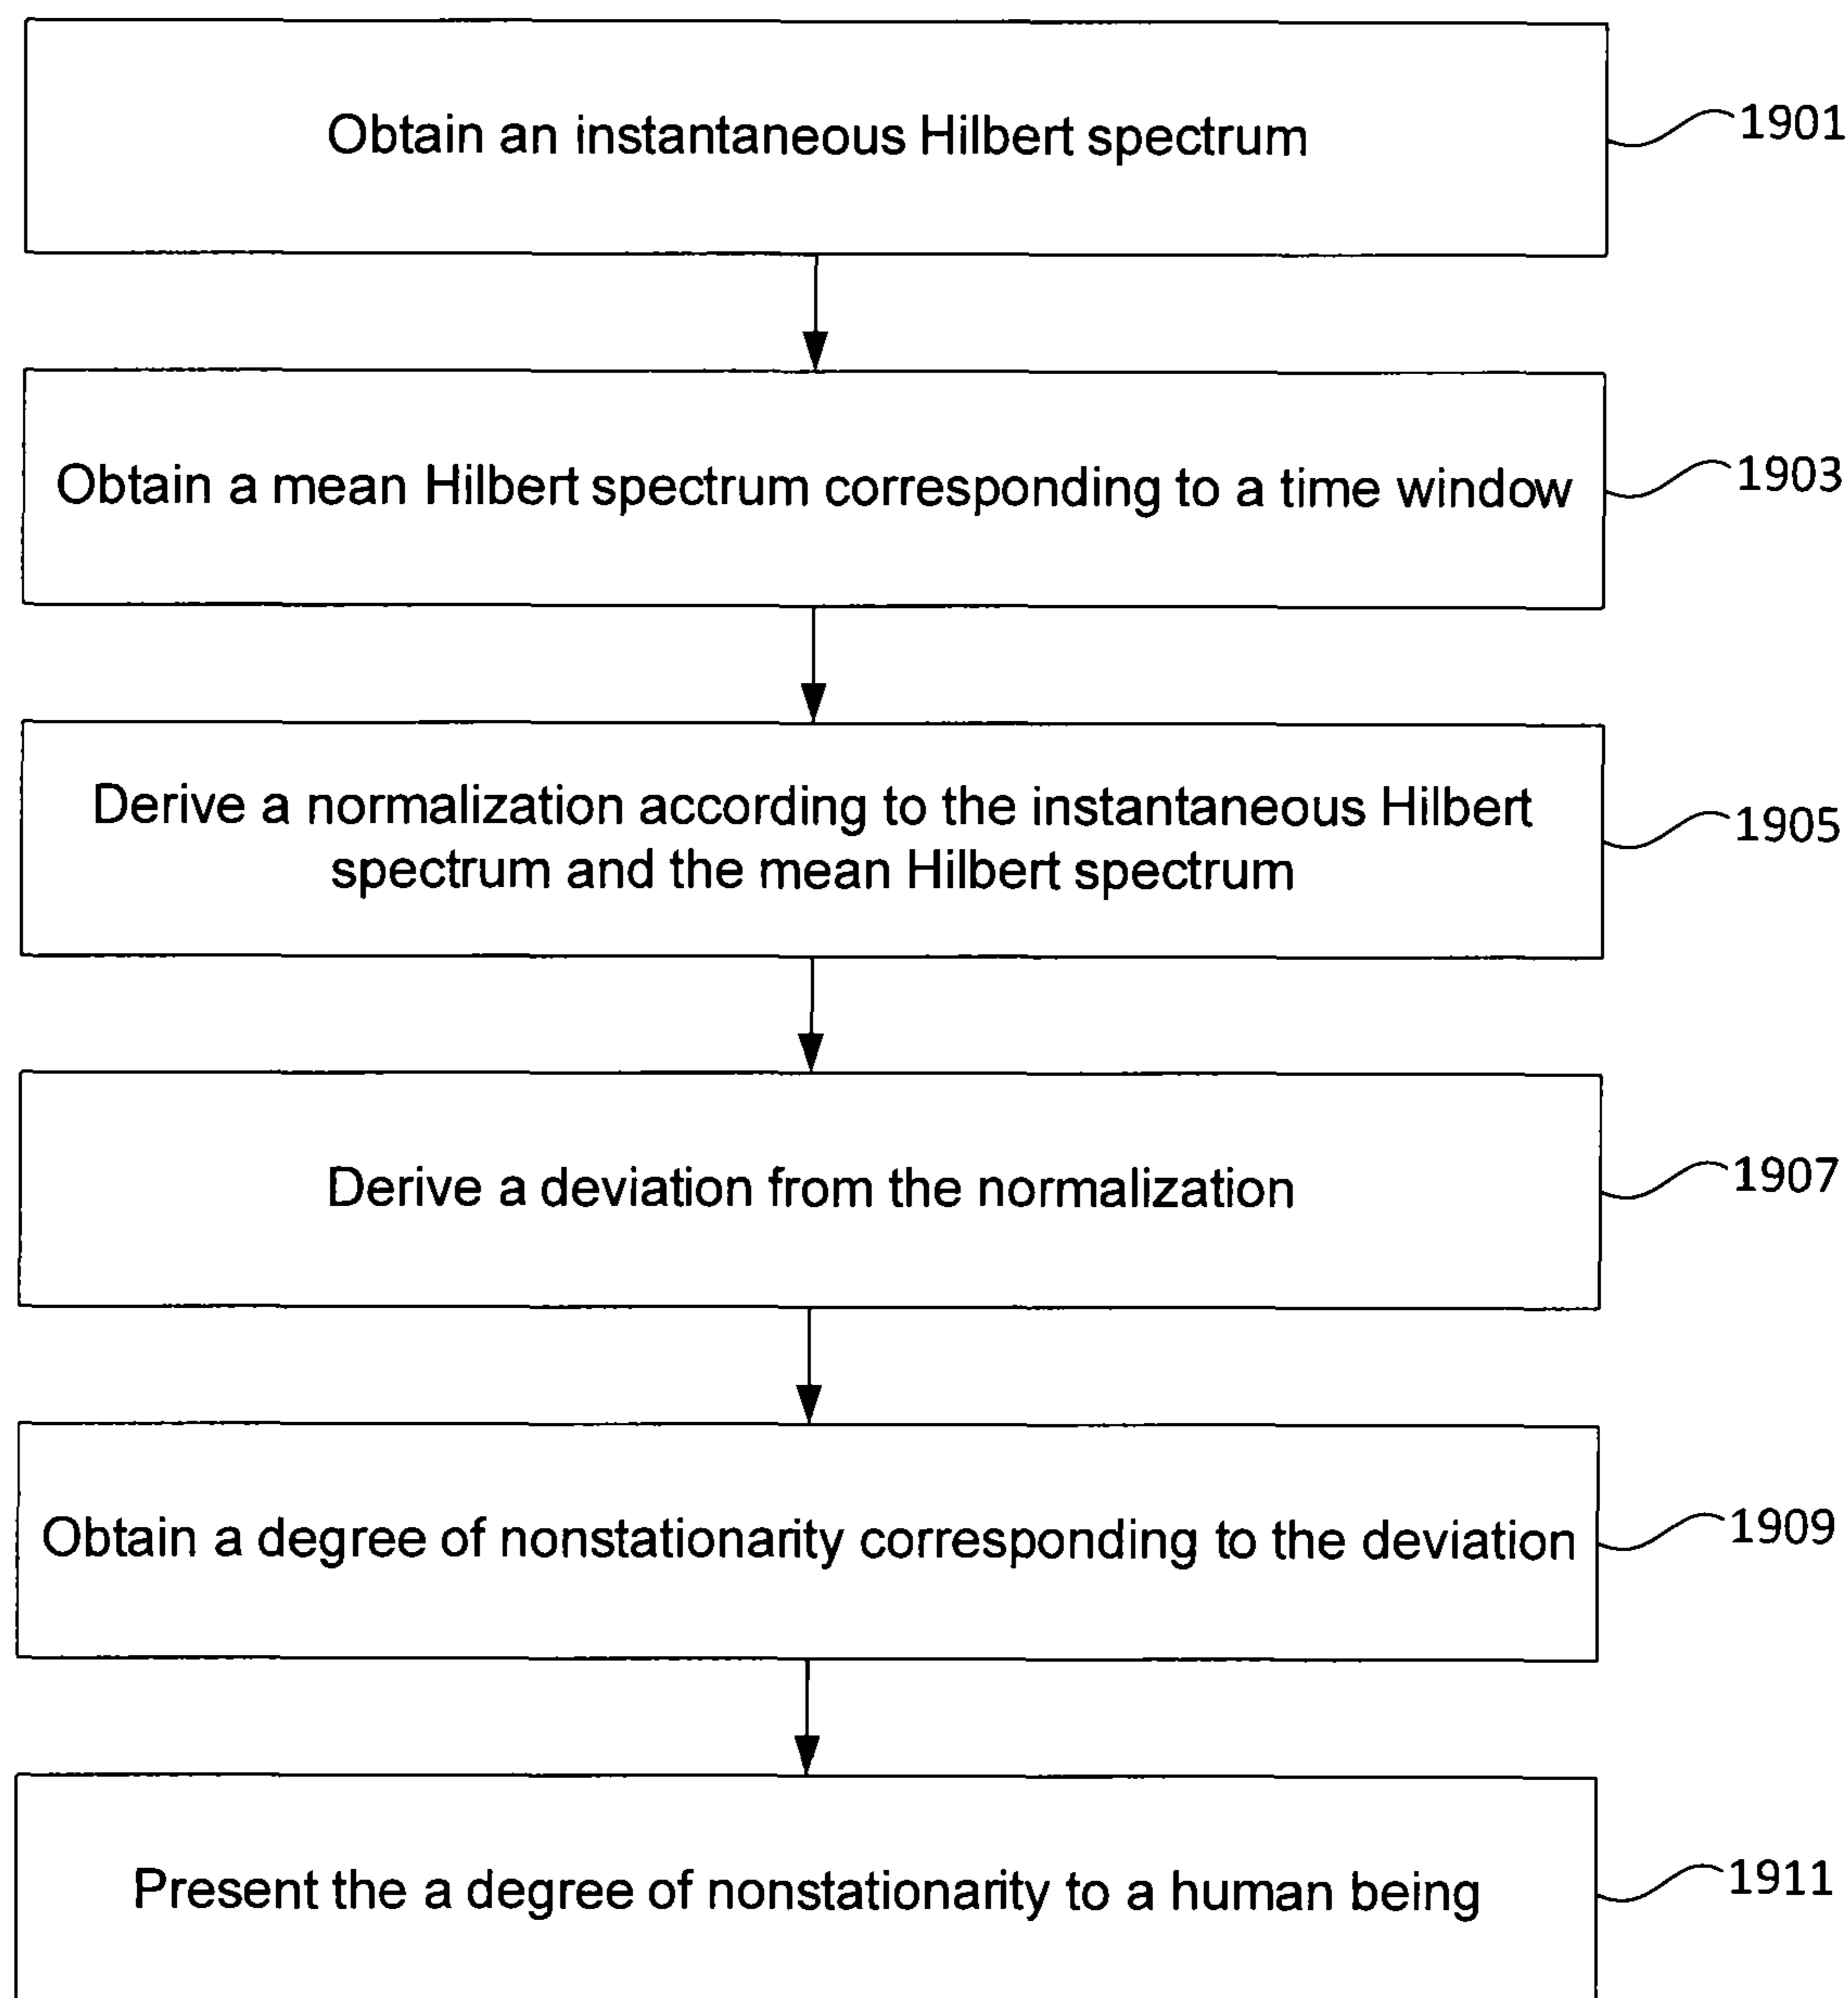 Obtain an instantaneous Hilbert spectrum
1901
Obtain a mean Hilbert spectrum corresponding to a time window
1903
Derive a normalization according to the instantaneous Hilbert
spectrum and the mean Hilbert spectrum
1905
Derive a deviation from the normalization
1907
Obtain a degree of nonstationarity corresponding to the deviation
1909
Present the a degree of nonstationarity to a human being
1911